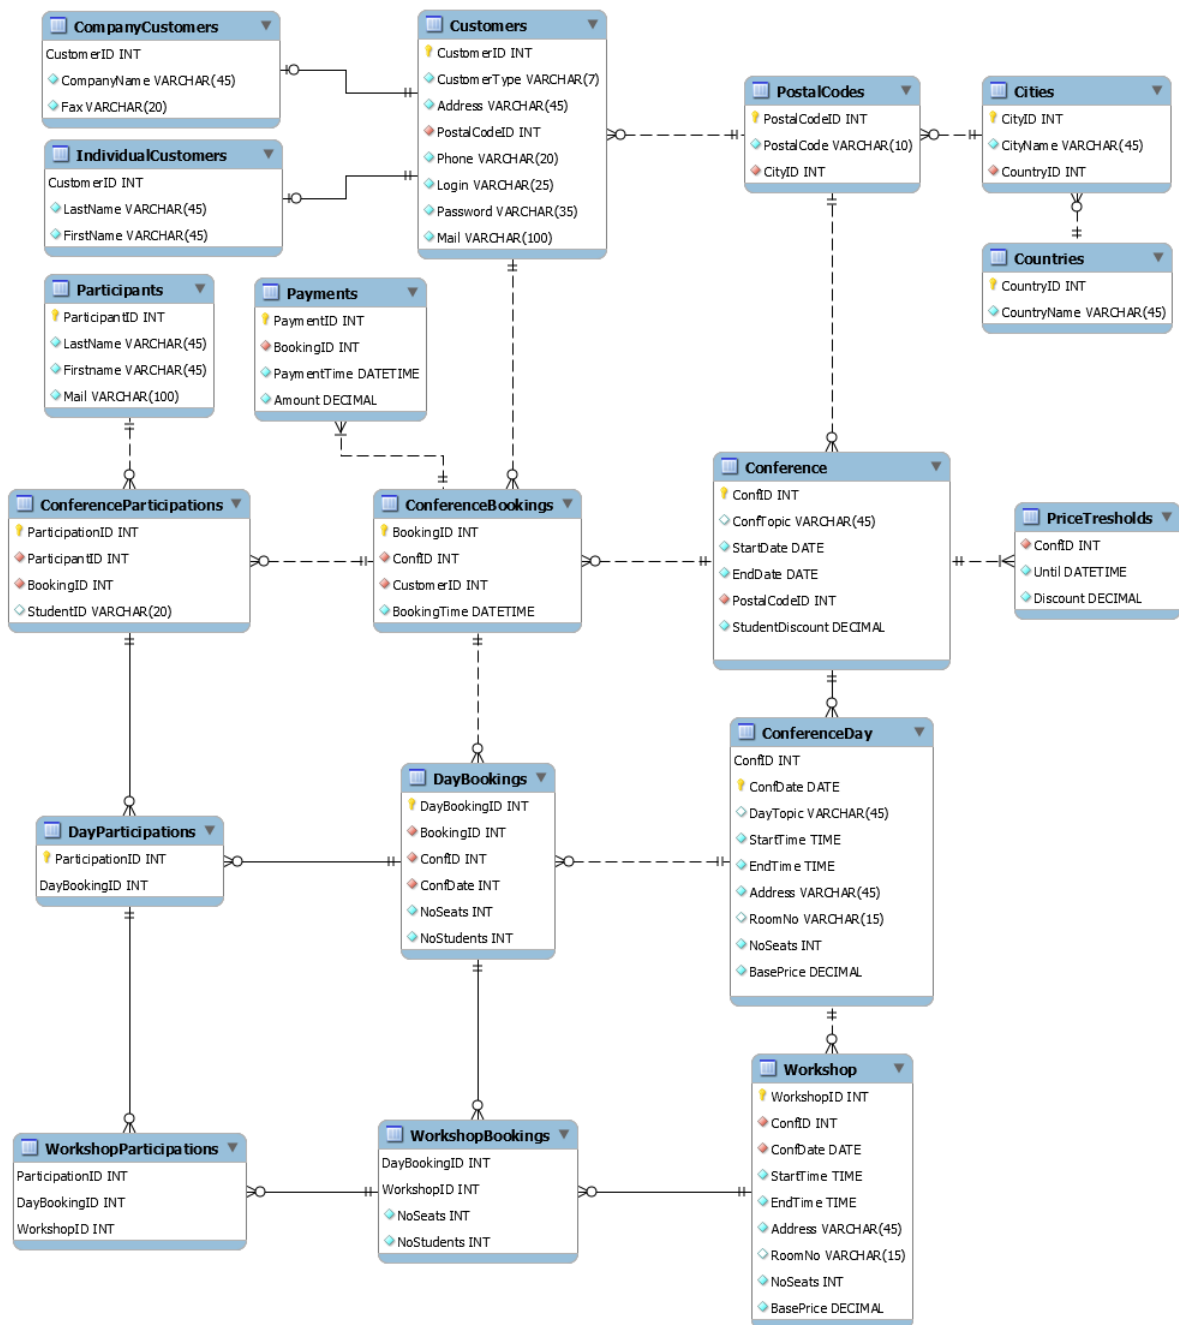 CompanyCustomers
CustomerID INT
CompanyName VARCHAR(45)
Fax VARCHAR(20)
IndividualCustomers
CustomerID INT
LastName VARCHAR(45)
FirstName VARCHAR(45)
Customers
CustomerID INT
CustomerType VARCHAR(7)
Address VARCHAR(45)
PostalCodeID INT
Phone VARCHAR(20)
Login VARCHAR(25)
Password VARCHAR(35)
Mail VARCHAR(100)
PostalCodes
PostalCodeID INT
PostalCode VARCHAR(10)
CityID INT
Cities
CityID INT
CityName VARCHAR(45)
CountryID INT
Countries
CountryID INT
CountryName VARCHAR(45)
Participants
ParticipantID INT
LastName VARCHAR(45)
Firstname VARCHAR(45)
Mail VARCHAR(100)
Payments
PaymentID INT
BookingID INT
PaymentTime DATETIME
Amount DECIMAL
ConferenceParticipations
ParticipationID INT
ParticipantID INT
BookingID INT
StudentID VARCHAR(20)
ConferenceBookings
BookingID INT
ConfID INT
CustomerID INT
BookingTime DATETIME
Conference
ConfID INT
ConfTopic VARCHAR(45)
StartDate DATE
EndDate DATE
PostalCodeID INT
StudentDiscount DECIMAL
PriceTresholds
ConfID INT
Until DATETIME
Discount DECIMAL
DayParticipations
ParticipationID INT
DayBookingID INT
DayBookings
DayBookingID INT
BookingID INT
ConfID INT
ConfDate INT
NoSeats INT
NoStudents INT
ConferenceDay
ConfID INT
ConfDate DATE
DayTopic VARCHAR(45)
StartTime TIME
EndTime TIME
Address VARCHAR(45)
RoomNo VARCHAR(15)
NoSeats INT
BasePrice DECIMAL
WorkshopParticipations
ParticipationID INT
DayBookingID INT
WorkshopID INT
WorkshopBookings
DayBookingID INT
WorkshopID INT
NoSeats INT
NoStudents INT
Workshop
WorkshopID INT
ConfID INT
ConfDate DATE
StartTime TIME
EndTime TIME
Address VARCHAR(45)
RoomNo VARCHAR(15)
NoSeats INT
BasePrice DECIMAL